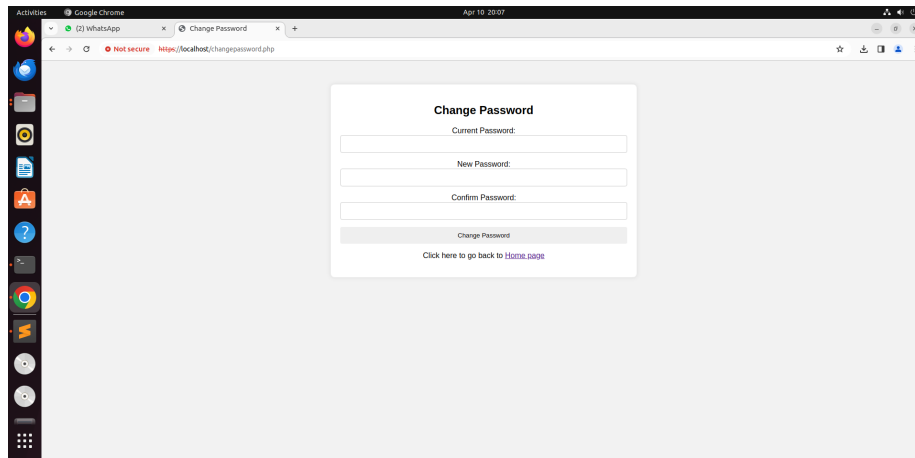 Activities Google Chrome Apr 10 20:07
(2) WhatsApp × Change Password × +
Not secure https://localhost/changepassword.php
Change Password
Current Password:
New Password:
Confirm Password:
Change Password
Click here to go back to Home page